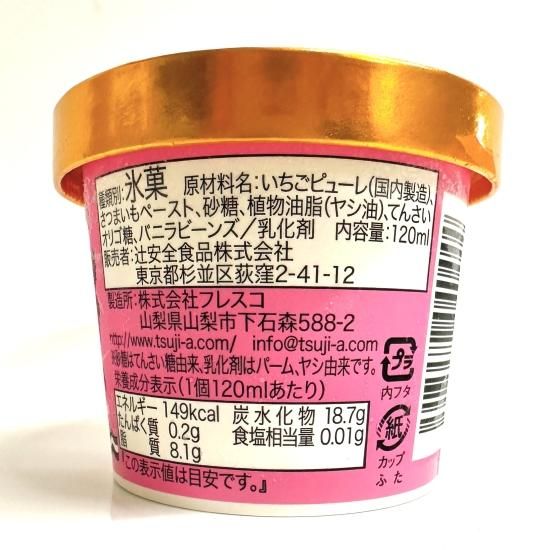 種類別:氷菓 原材料名:いちごピューレ(国内製造)、
さつまいもペースト、砂糖、植物油脂(ヤシ油)、てんさい
オリゴ糖、バニラビーンズ/乳化剤 内容量:120ml
販売者:辻安全食品株式会社
東京都杉並区荻窪2-41-12
製造所:株式会社フレスコ
山梨県山梨市下石森588-2
http://www.tsuji-a.com/ info@tsuji-a.com
※砂糖はてんさい糖由来、乳化剤はパーム、ヤシ由来です。
栄養成分表示(1個120mlあたり)
エネルギー 149kcal 炭水化物 18.7g
たんぱく質 0.2g 食塩相当量 0.01g
脂質 8.1g
『この表示値は目安です。』
プラ
内フタ
紙
カップ
ふた